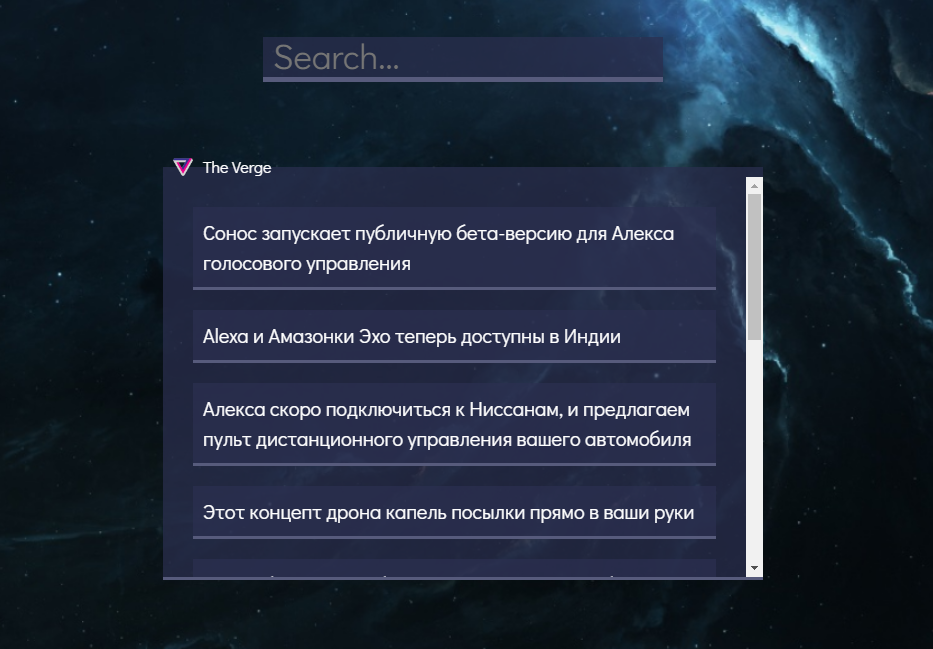 Search...
The Verge
Сонос запускает публичную бета-версию для Алекса
голосового управления
Alexa и Амазонки Эхо теперь доступны в Индии
Алекса скоро подключиться к Ниссанам, и предлагаем
пульт дистанционного управления вашего автомобиля
Этот концепт дрона капель посылки прямо в ваши руки